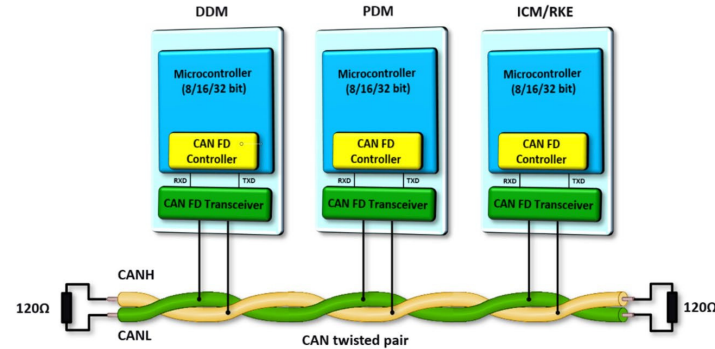 DDM
PDM
ICM/RKE
Microcontroller
(8/16/32 bit)
Microcontroller
(8/16/32 bit)
Microcontroller
(8/16/32 bit)
CAN FD
Controller
CAN FD
Controller
CAN FD
Controller
RXD
TXD
RXD
TXD
RXD
TXD
CAN FD Transceiver
CAN FD Transceiver
CAN FD Transceiver
CANH
120Ω
120Ω
CANL
CAN twisted pair